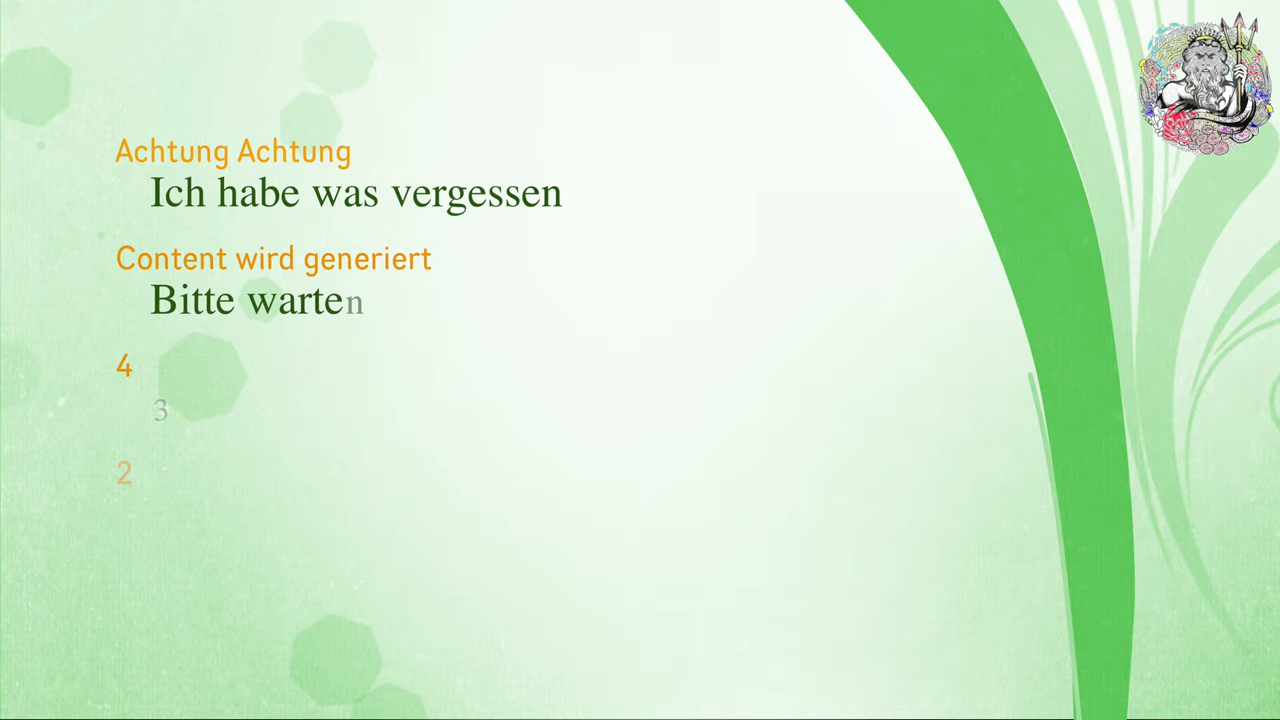 Achtung Achtung
Ich habe was vergessen
Content wird generiert
Bitte warten
4
3
2